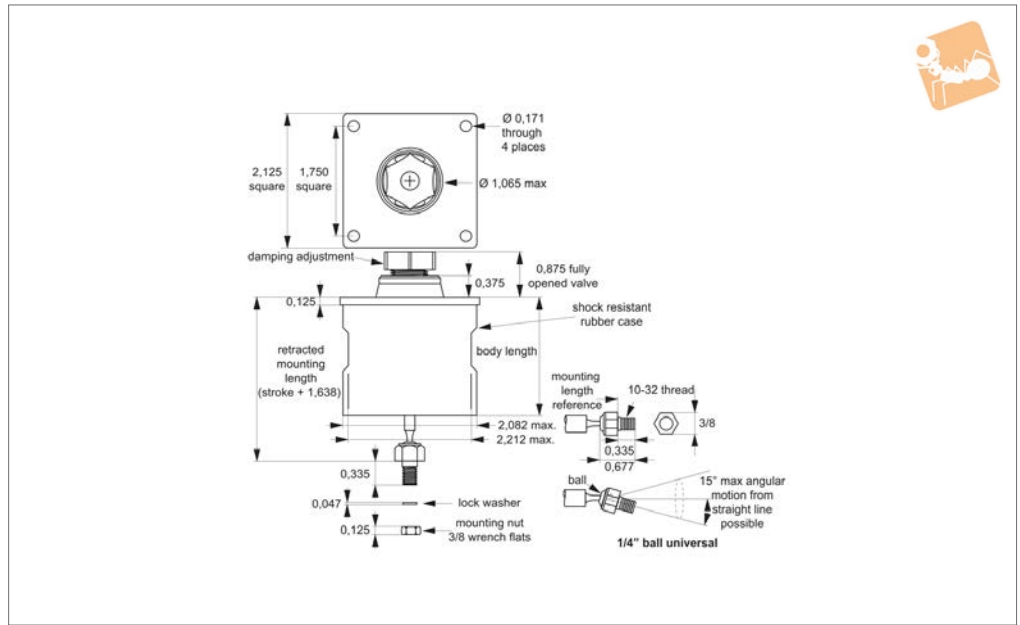 Ø 0,171
through
4 places
2,125
square
1,750
square
Ø 1,065 max
damping adjustment
0,375
0,875 fully
opened valve
0,125
shock resistant
rubber case
retracted
mounting
length
(stroke + 1,638)
body length
mounting
length
reference
10-32 thread
3/8
2,082 max.
2,212 max.
0,335
0,677
0,335
ball
15° max angular
motion from
straight line
possible
0,047
lock washer
0,125
mounting nut
3/8 wrench flats
1/4" ball universal